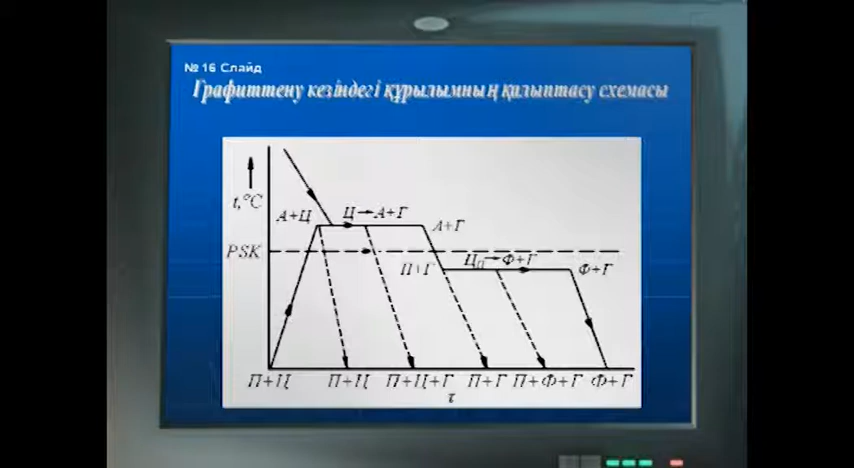 № 16 Слайд
Графиттену кезіндегі құрылымның қалыптасу схемасы
t,°C
А+Ц Ц→А+Г А+Г
PSK
П+Г Цп→Ф+Г Ф+Г
П+Ц П+Ц П+Ц+Г П+Г П+Ф+Г Ф+Г
τ